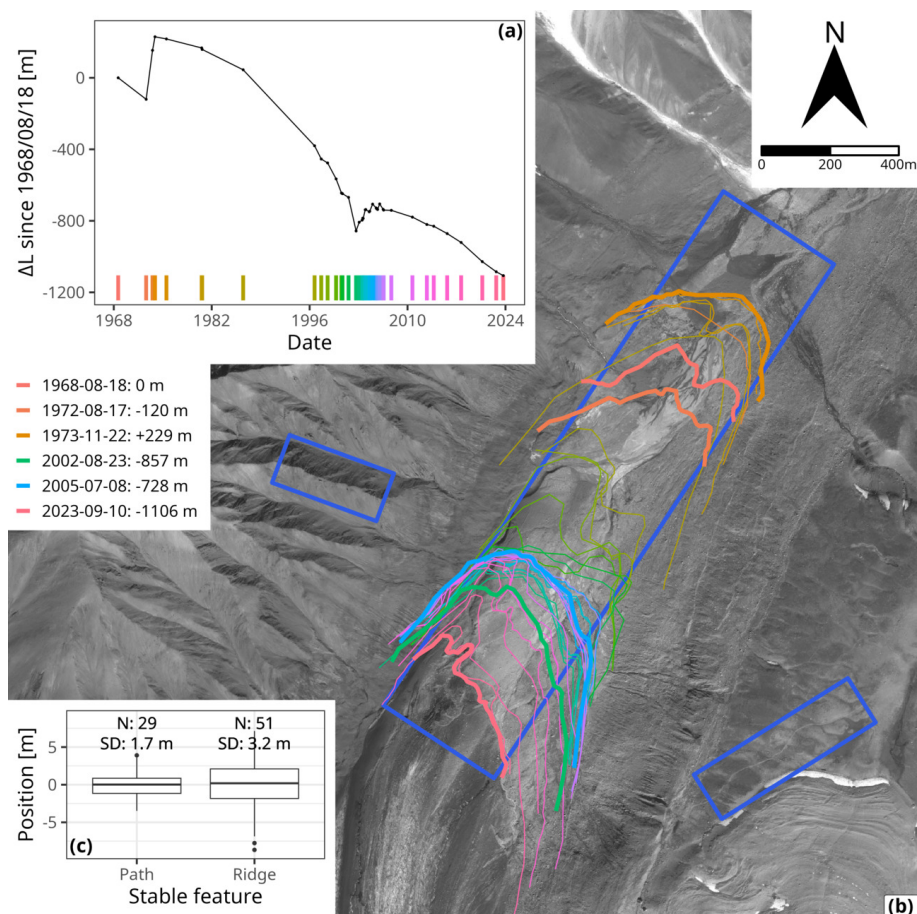 (a)
ΔL since 1968/08/18 [m]
0
-400
-800
-1200
1968
1982
1996
2010
2024
Date
N
0
200
400m
1968-08-18: 0 m
1972-08-17: -120 m
1973-11-22: +229 m
2002-08-23: -857 m
2005-07-08: -728 m
2023-09-10: -1106 m
N: 29
N: 51
SD: 1.7 m
SD: 3.2 m
Position [m]
5
0
-5
(c)
Path
Ridge
Stable feature
(b)